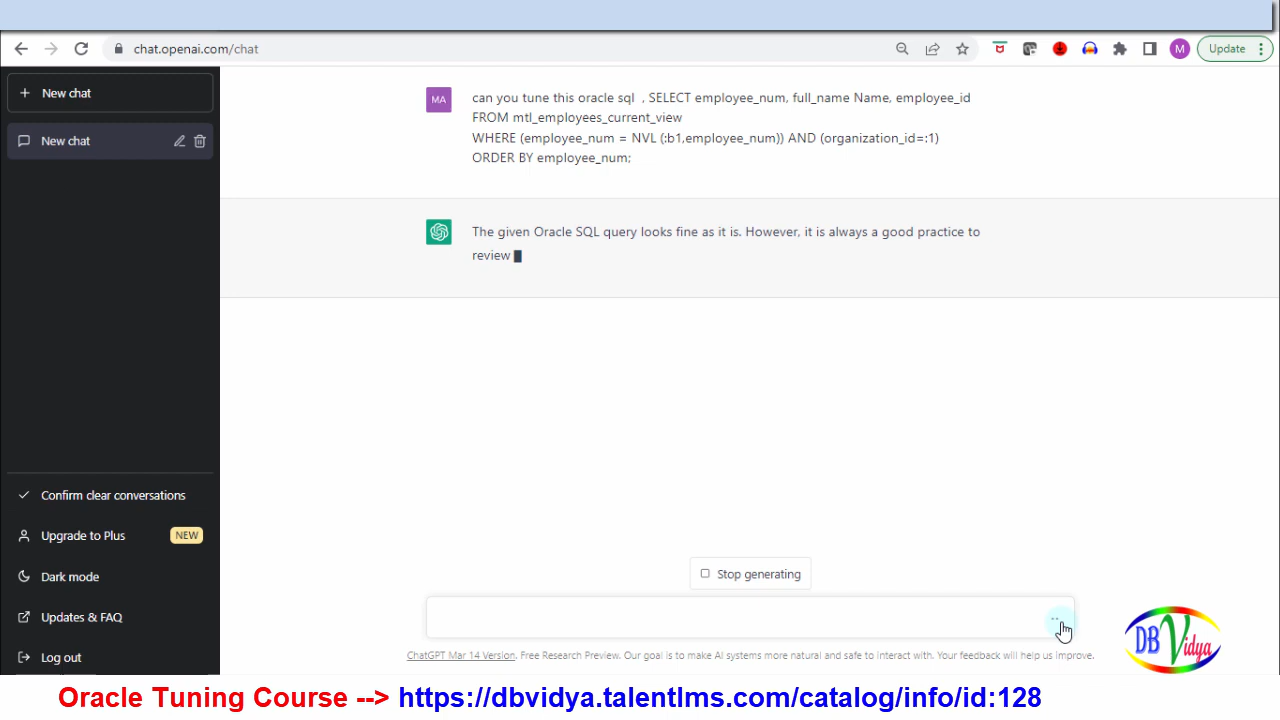 chat.openai.com/chat
M
Update
New chat
New chat
MA
can you tune this oracle sql , SELECT employee_num, full_name Name, employee_id
FROM mtl_employees_current_view
WHERE (employee_num = NVL (:b1,employee_num)) AND (organization_id=:1)
ORDER BY employee_num;
The given Oracle SQL query looks fine as it is. However, it is always a good practice to
review
Stop generating
Confirm clear conversations
Upgrade to Plus
NEW
Dark mode
Updates & FAQ
Log out
ChatGPT Mar 14 Version. Free Research Preview. Our goal is to make AI systems more natural and safe to interact with. Your feedback will help us improve.
DB Vidya
Oracle Tuning Course --> https://dbvidya.talentlms.com/catalog/info/id:128